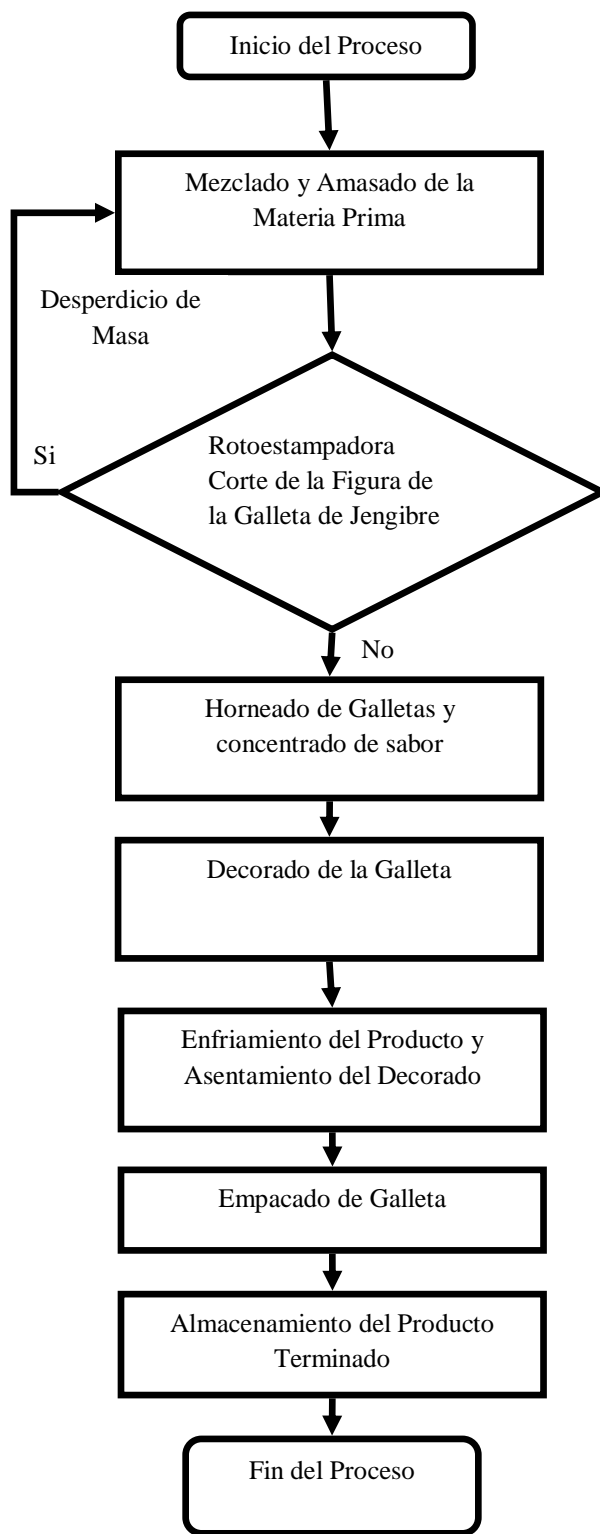 Inicio del Proceso
Mezclado y Amasado de la
Materia Prima
Desperdicio de
Masa
Si
Rotoestampadora
Corte de la Figura de
la Galleta de Jengibre
No
Horneado de Galletas y
concentrado de sabor
Decorado de la Galleta
Enfriamiento del Producto y
Asentamiento del Decorado
Empacado de Galleta
Almacenamiento del Producto
Terminado
Fin del Proceso